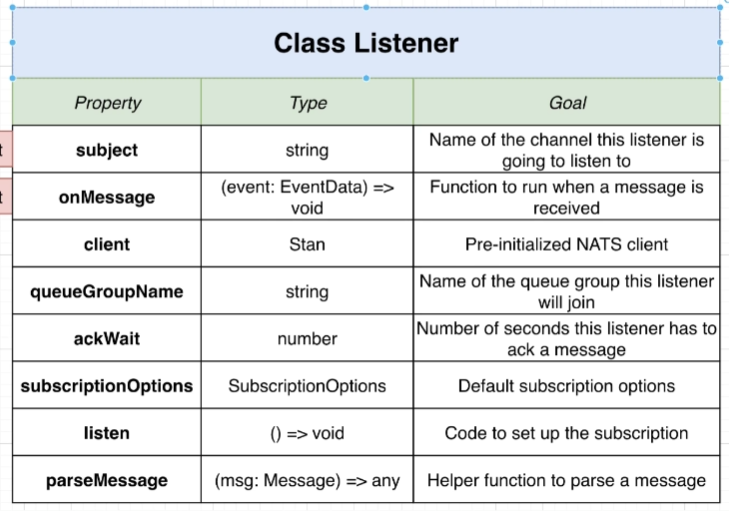 Class Listener
Property Type Goal
t
subject string Name of the channel this listener is
going to listen to
t
onMessage (event: EventData) =>
void Function to run when a message is
received
client Stan Pre-initialized NATS client
queueGroupName string Name of the queue group this listener
will join
ackWait number Number of seconds this listener has to
ack a message
subscriptionOptions SubscriptionOptions Default subscription options
listen () => void Code to set up the subscription
parseMessage (msg: Message) => any Helper function to parse a message